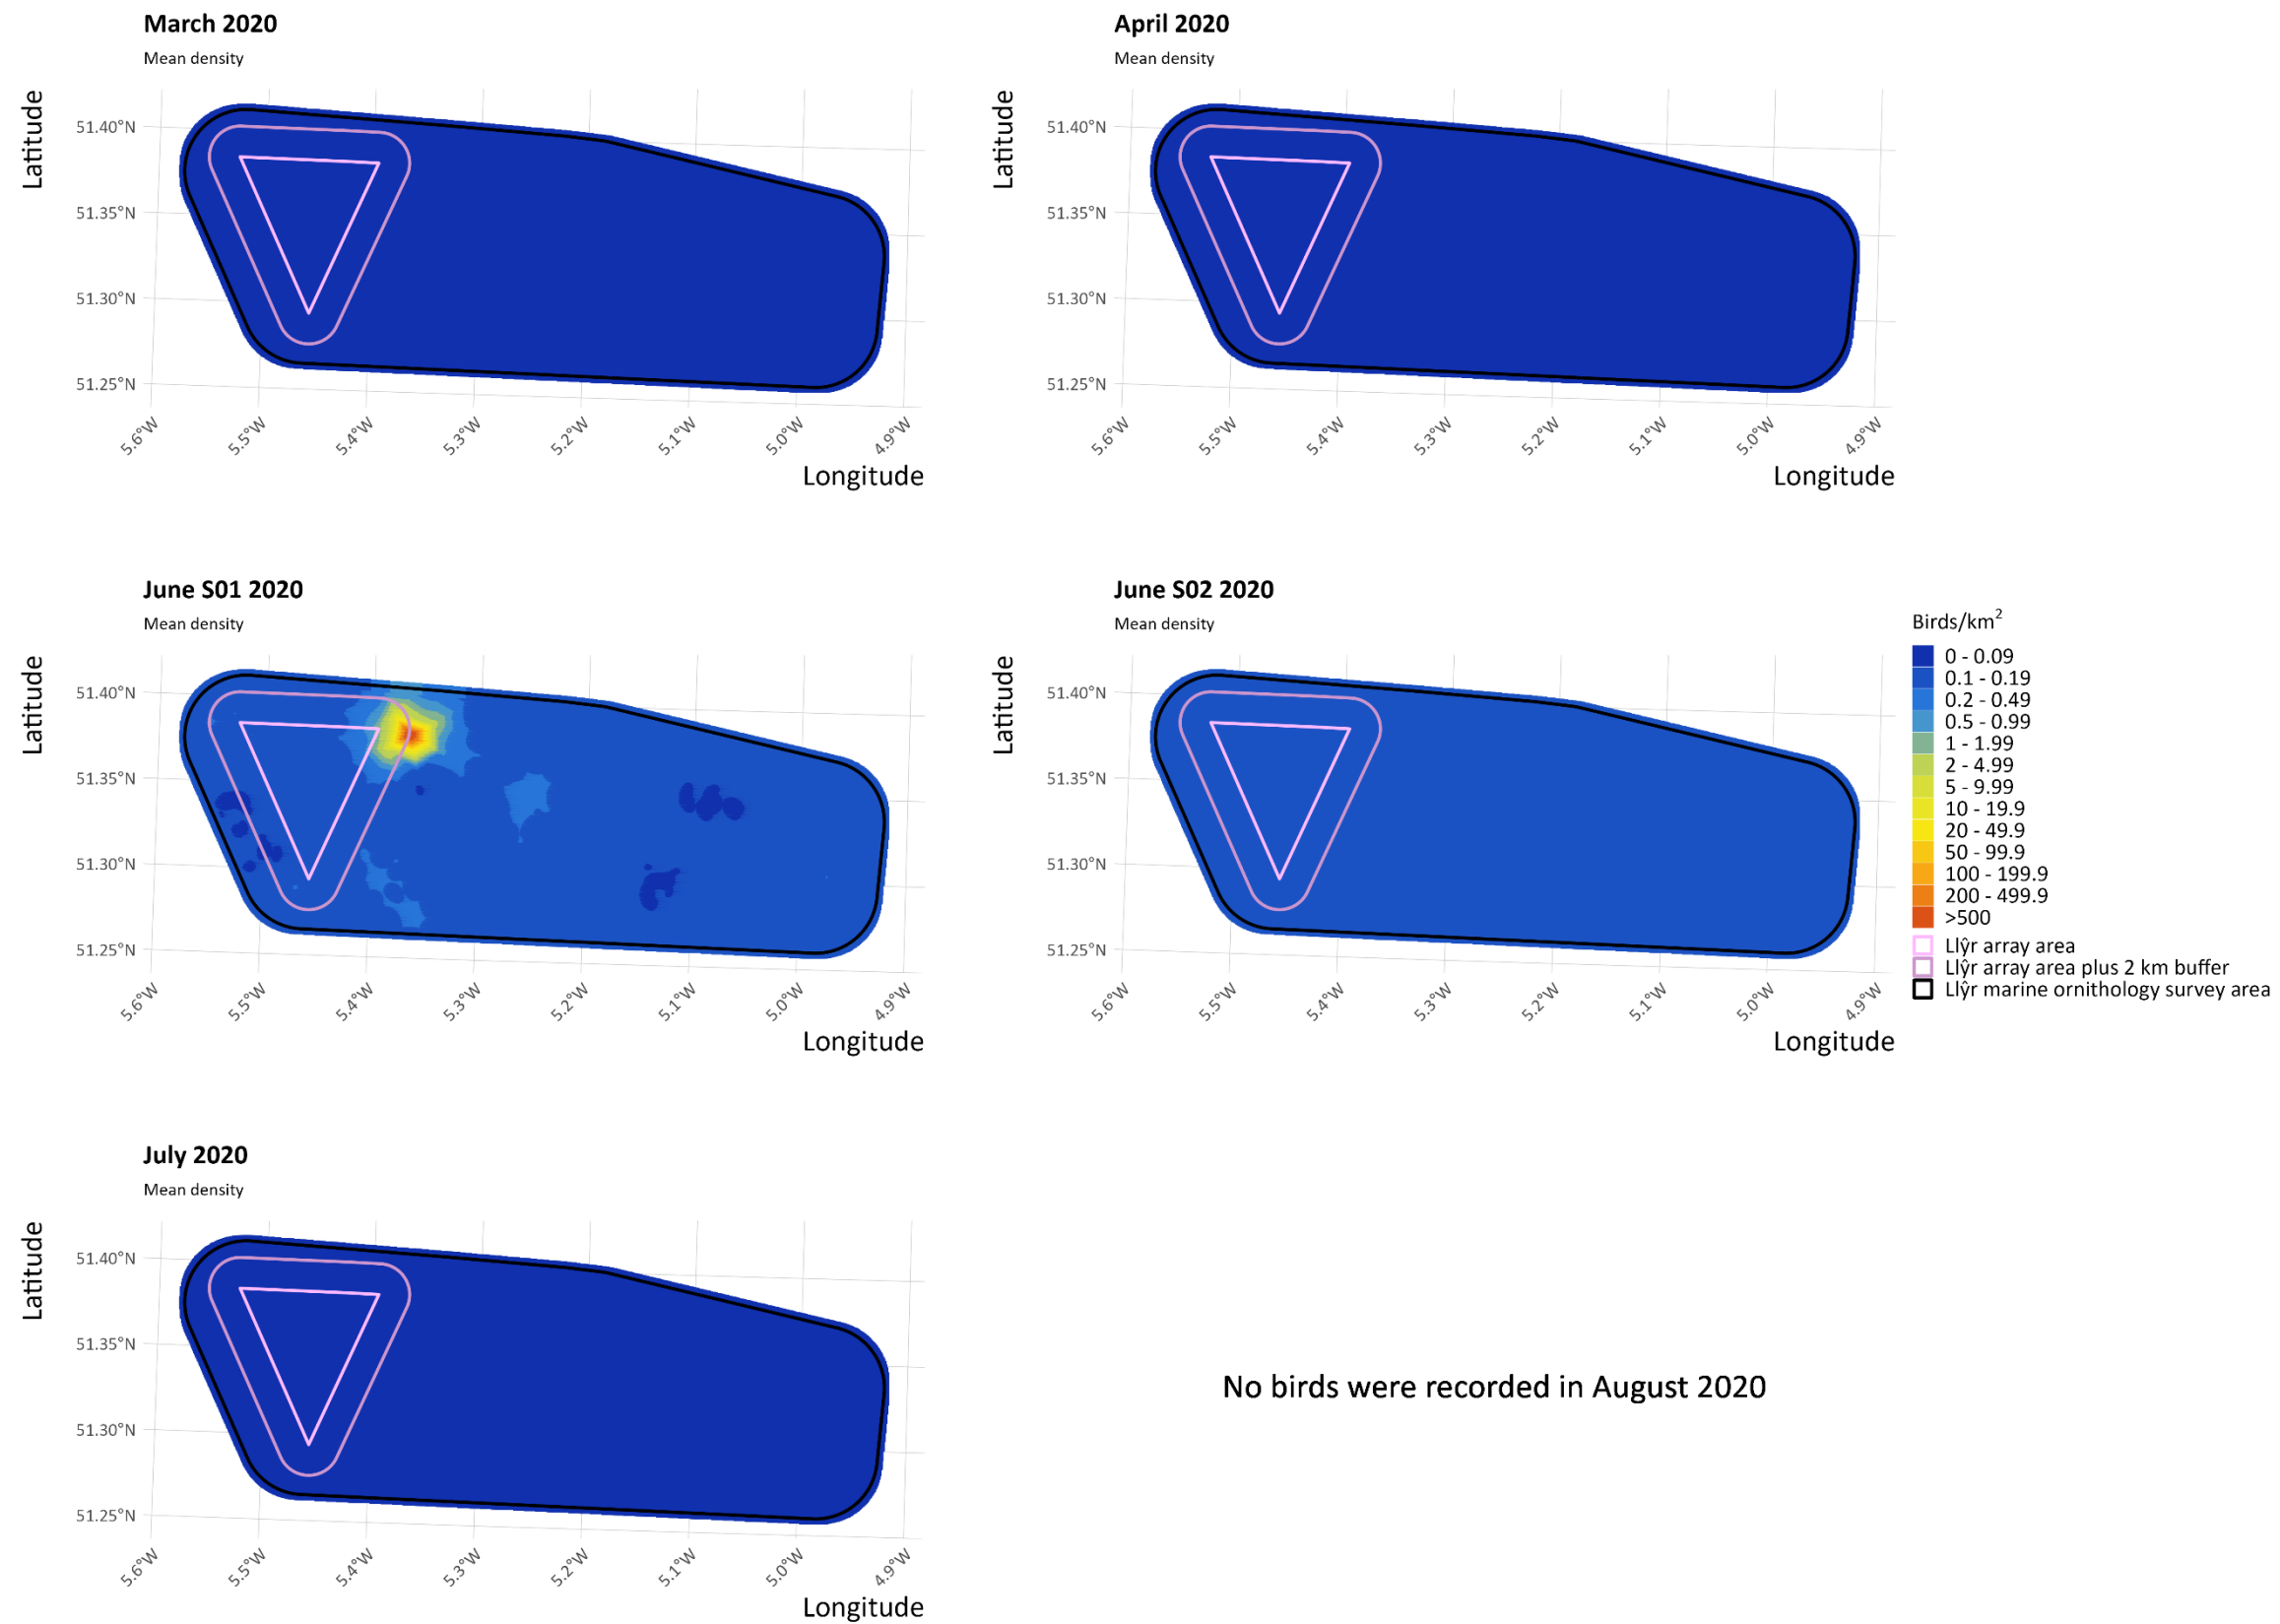 March 2020
Mean density
Latitude
51.40°N
51.35°N
51.30°N
51.25°N
5.6°W
5.5°W
5.4°W
5.3°W
5.2°W
5.1°W
5.0°W
4.9°W
Longitude
April 2020
Mean density
Latitude
51.40°N
51.35°N
51.30°N
51.25°N
5.6°W
5.5°W
5.4°W
5.3°W
5.2°W
5.1°W
5.0°W
4.9°W
Longitude
June S01 2020
Mean density
Latitude
51.40°N
51.35°N
51.30°N
51.25°N
5.6°W
5.5°W
5.4°W
5.3°W
5.2°W
5.1°W
5.0°W
4.9°W
Longitude
June S02 2020
Mean density
Latitude
51.40°N
51.35°N
51.30°N
51.25°N
5.6°W
5.5°W
5.4°W
5.3°W
5.2°W
5.1°W
5.0°W
4.9°W
Longitude
Birds/km²
0 - 0.09
0.1 - 0.19
0.2 - 0.49
0.5 - 0.99
1 - 1.99
2 - 4.99
5 - 9.99
10 - 19.9
20 - 49.9
50 - 99.9
100 - 199.9
200 - 499.9
>500
Llŷr array area
Llŷr array area plus 2 km buffer
Llŷr marine ornithology survey area
July 2020
Mean density
Latitude
51.40°N
51.35°N
51.30°N
51.25°N
5.6°W
5.5°W
5.4°W
5.3°W
5.2°W
5.1°W
5.0°W
4.9°W
Longitude
No birds were recorded in August 2020